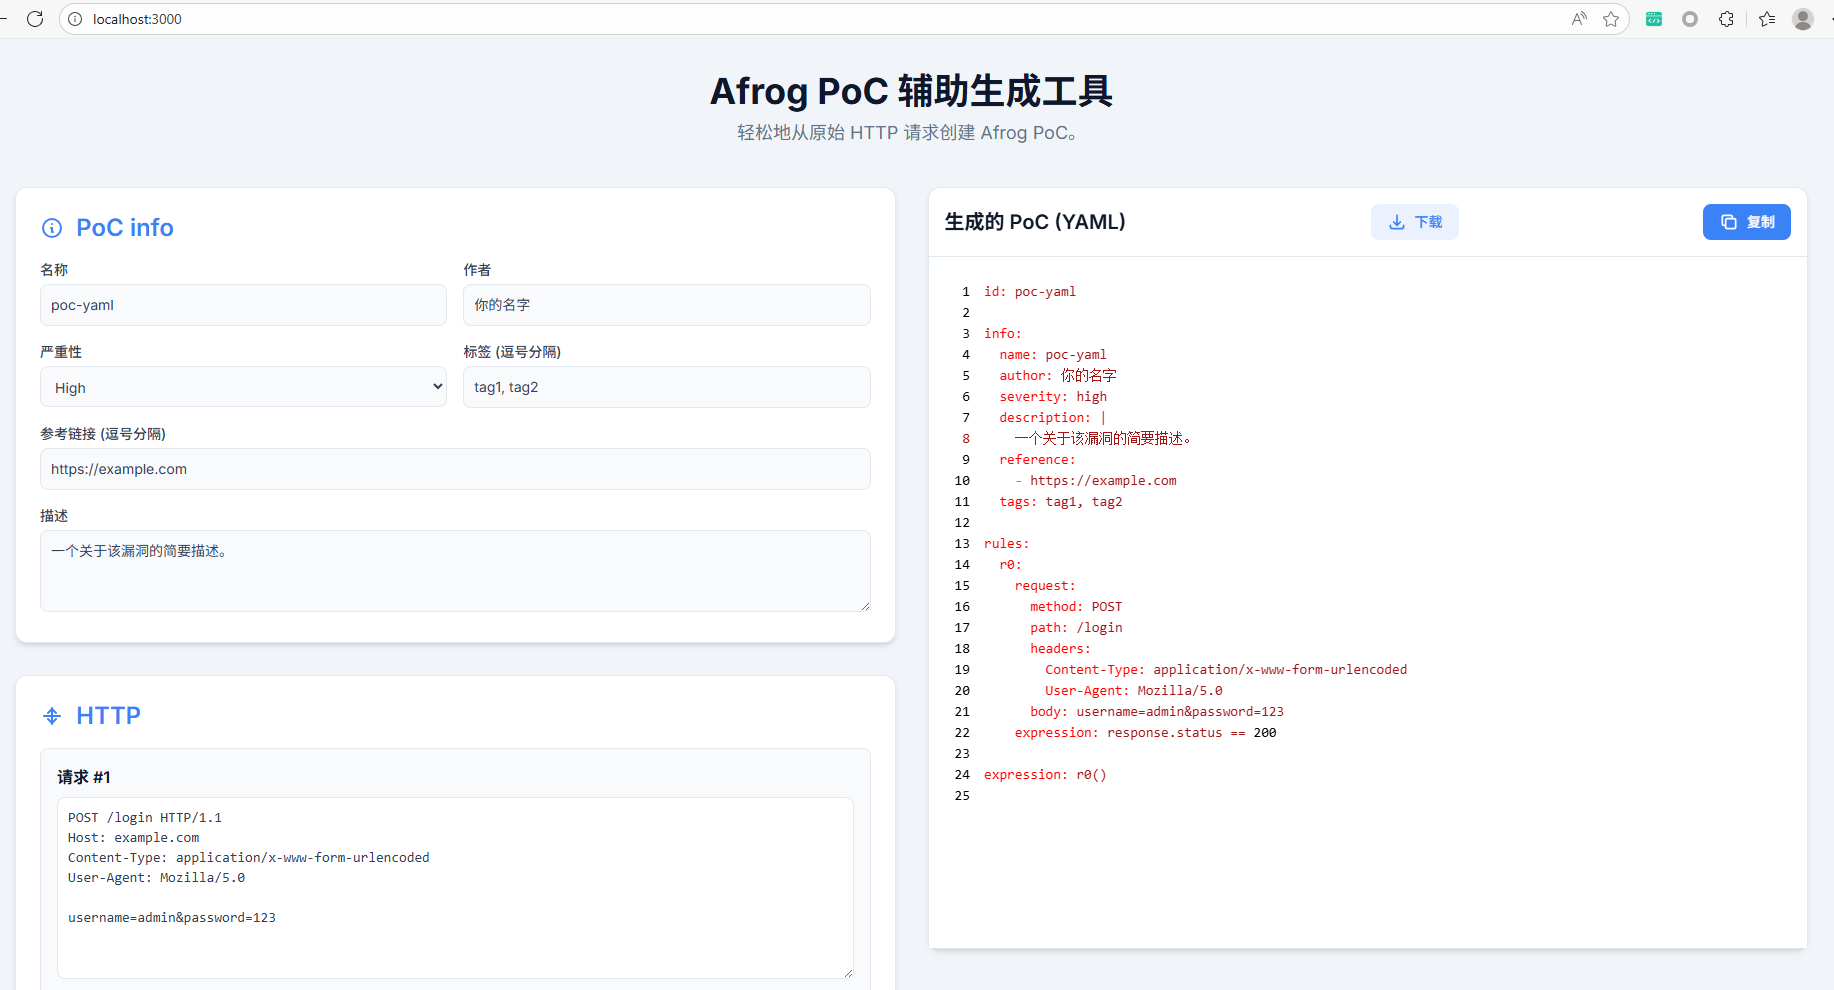 localhost:3000
Afrog PoC 辅助生成工具
轻松地从原始 HTTP 请求创建 Afrog PoC。
PoC info
名称
poc-yaml
作者
你的名字
严重性
High
标签 (逗号分隔)
tag1, tag2
参考链接 (逗号分隔)
https://example.com
描述
一个关于该漏洞的简要描述。
HTTP
请求 #1
POST /login HTTP/1.1
Host: example.com
Content-Type: application/x-www-form-urlencoded
User-Agent: Mozilla/5.0
username=admin&password=123
生成的 PoC (YAML)
下载
复制
1 id: poc-yaml
2
3 info:
4 name: poc-yaml
5 author: 你的名字
6 severity: high
7 description: |
8 一个关于该漏洞的简要描述。
9 reference:
10 - https://example.com
11 tags: tag1, tag2
12
13 rules:
14 r0:
15 request:
16 method: POST
17 path: /login
18 headers:
19 Content-Type: application/x-www-form-urlencoded
20 User-Agent: Mozilla/5.0
21 body: username=admin&password=123
22 expression: response.status == 200
23
24 expression: r0()
25